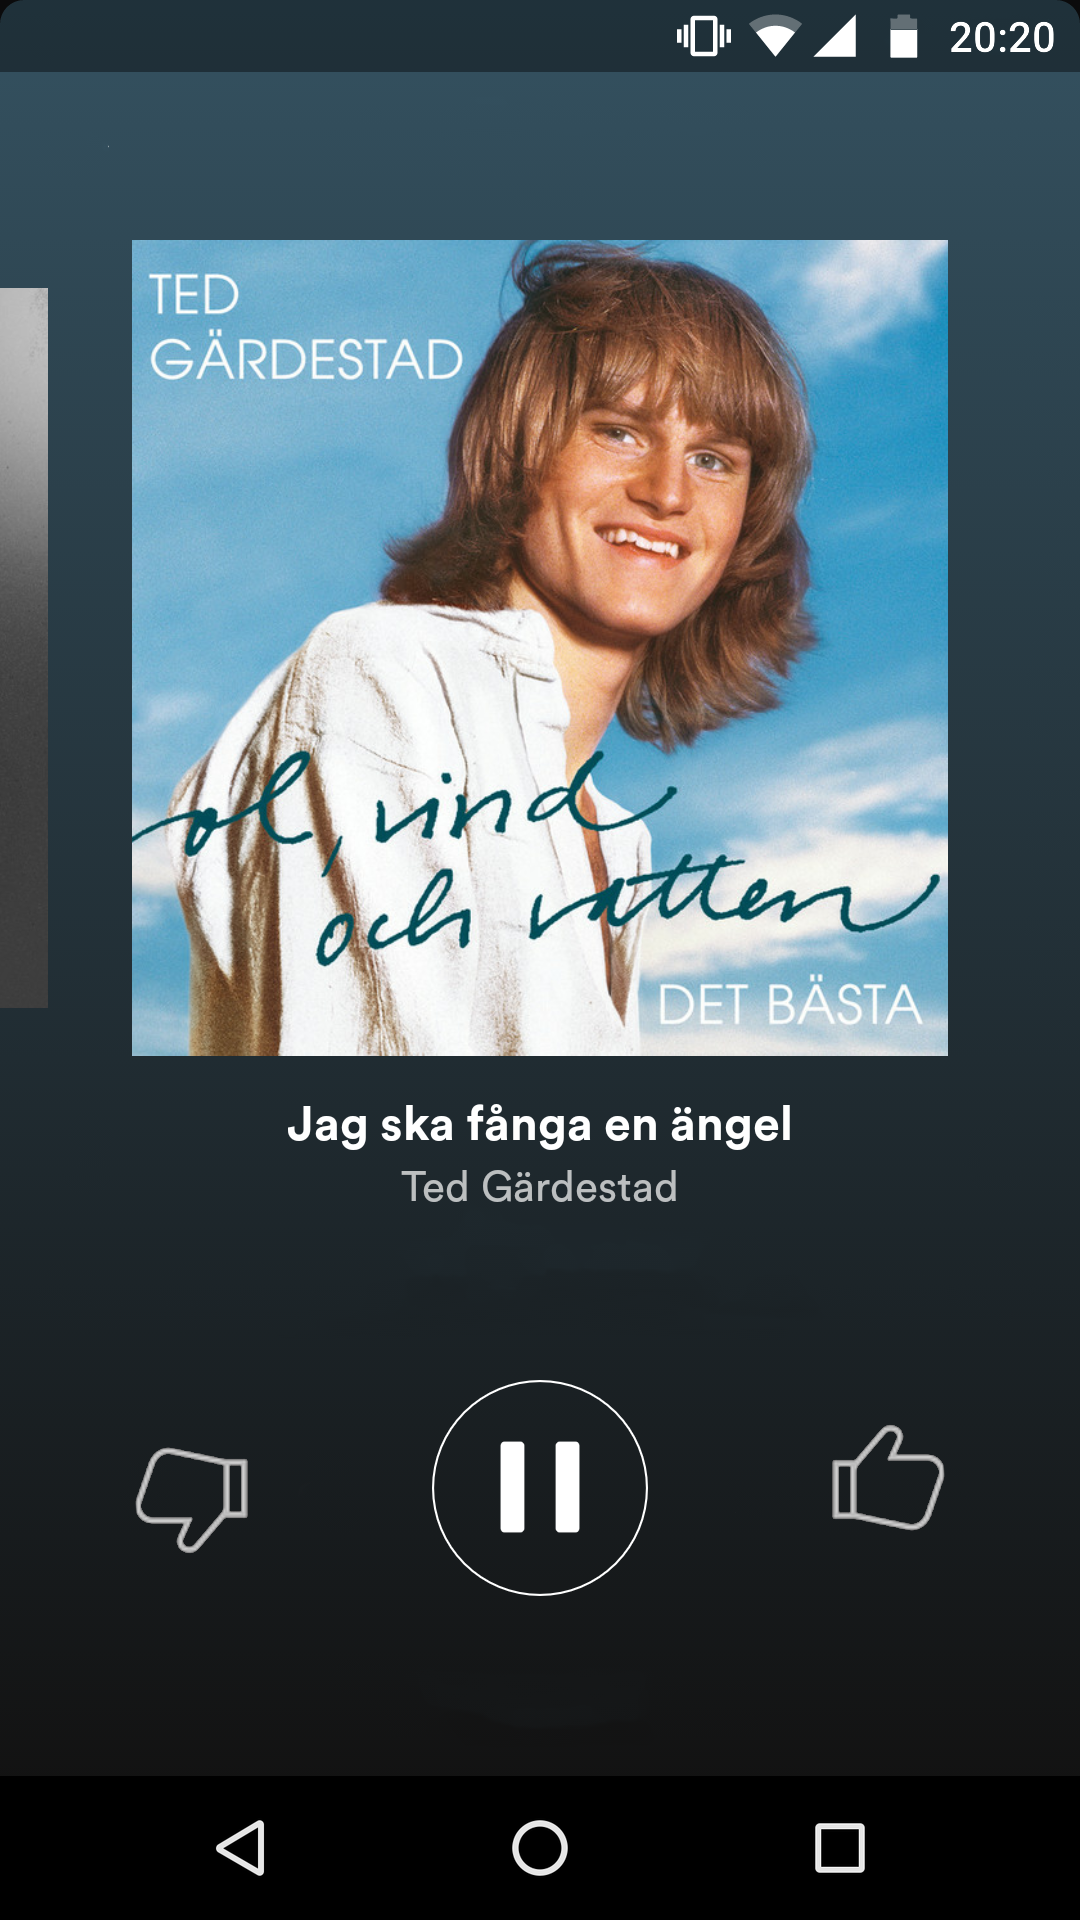 20:20
TED
GÄRDESTAD
sol, vind
och vatten
DET BÄSTA
Jag ska fånga en ängel
Ted Gärdestad